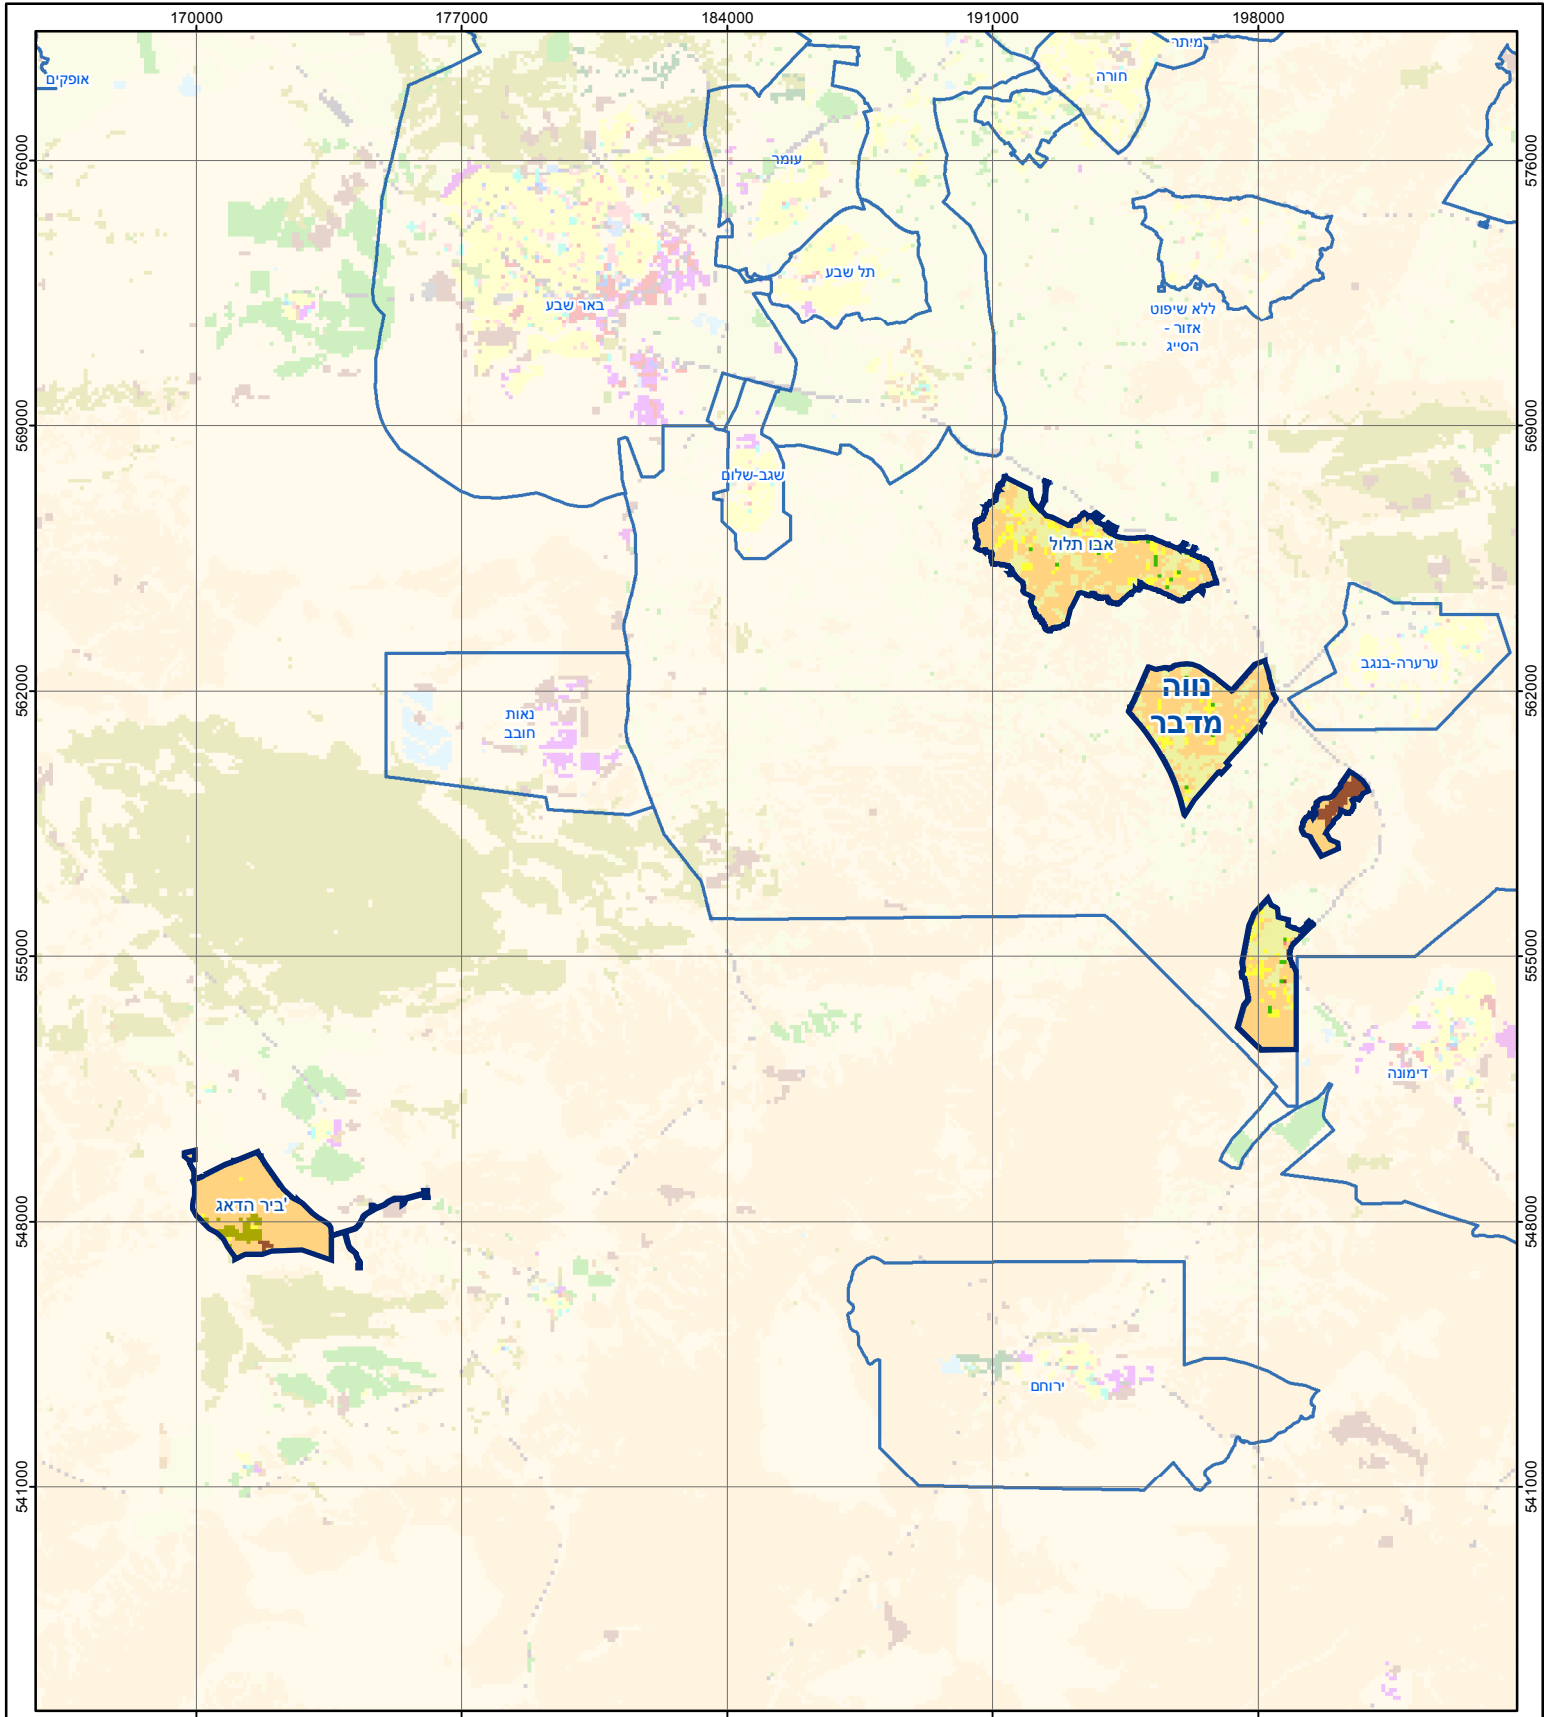 170000 177000 184000 191000 198000
מיתר
אופקים
חורה
576000 576000
עומר
תל שבע
באר שבע
ללא שיפוט
אזור -
הסייג
569000 569000
שגב-שלום
אבו תלול
ערערה-בנגב
562000 562000
נווה
מדבר
נאות
חובב
555000 555000
דימונה
ביר הדאג'
548000 548000
ירוחם
541000 541000